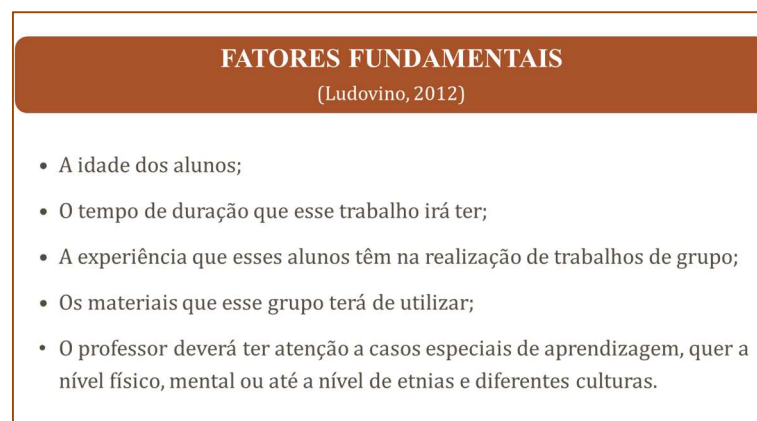 FATORES FUNDAMENTAIS
(Ludovino, 2012)
• A idade dos alunos;
• O tempo de duração que esse trabalho irá ter;
• A experiência que esses alunos têm na realização de trabalhos de grupo;
• Os materiais que esse grupo terá de utilizar;
• O professor deverá ter atenção a casos especiais de aprendizagem, quer a
nível físico, mental ou até a nível de etnias e diferentes culturas.